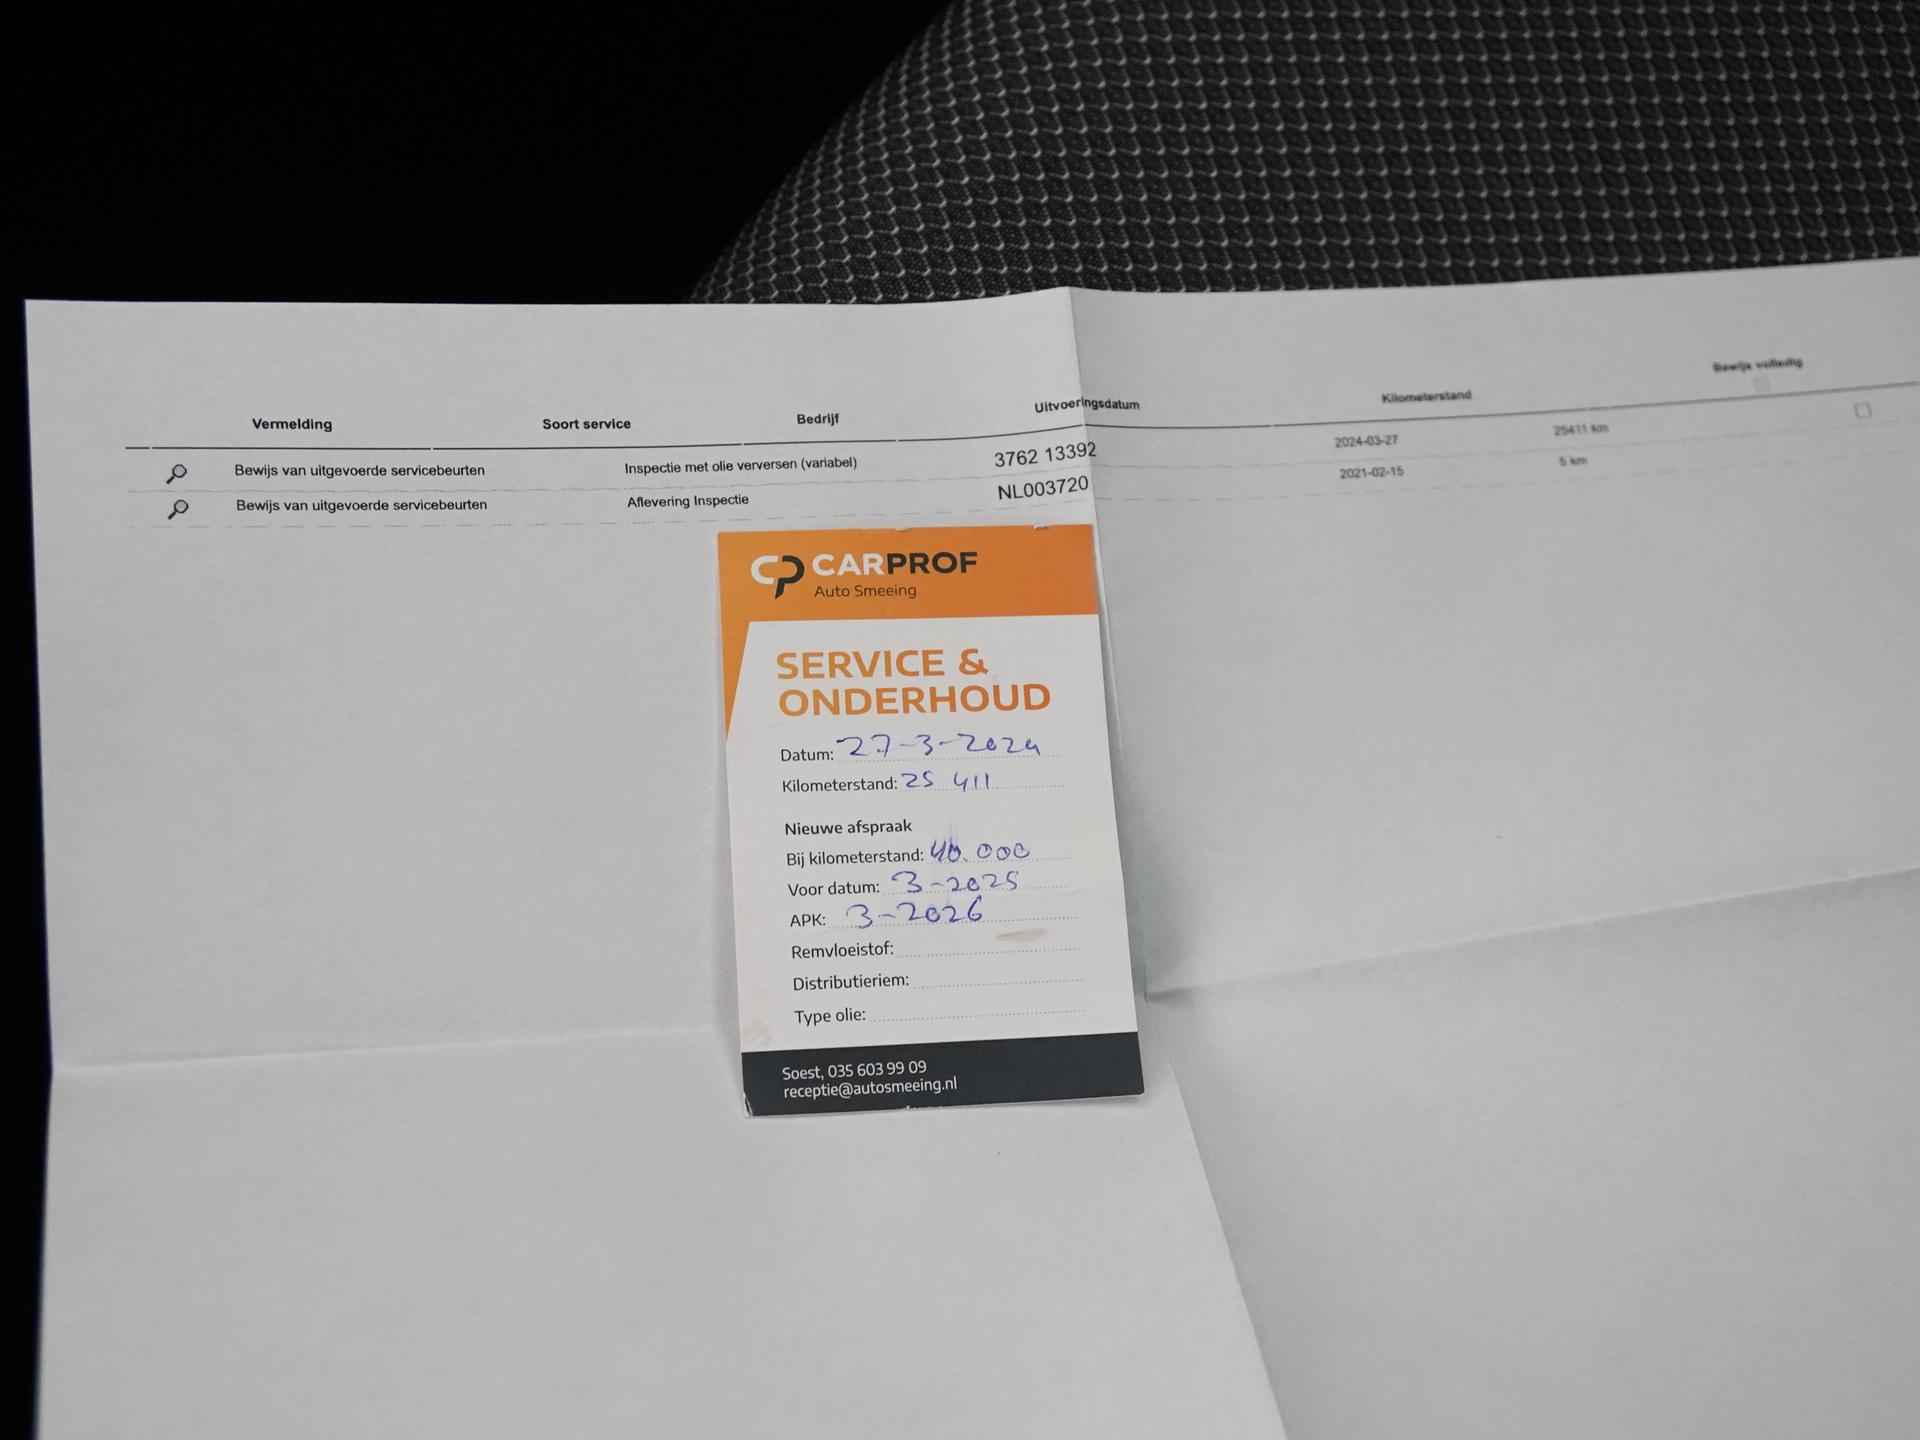 Vermelding Soort service Bedrijf Uitvoeringsdatum Kilometerstand Bewijs volledig
Bewijs van uitgevoerde servicebeurten Inspectie met olie verversen (variabel) 3762 13392 2024-03-27 25411 km
Bewijs van uitgevoerde servicebeurten Aflevering Inspectie NL003720 2021-02-15 5 km
CP CARPROF
Auto Smeeing
SERVICE &
ONDERHOUD
Datum: 27-3-2024
Kilometerstand: 25 411
Nieuwe afspraak
Bij kilometerstand: 40.000
Voor datum: 3-2025
APK: 3-2026
Remvloeistof:
Distributieriem:
Type olie:
Soest, 035 603 99 09
receptie@autosmeeing.nl